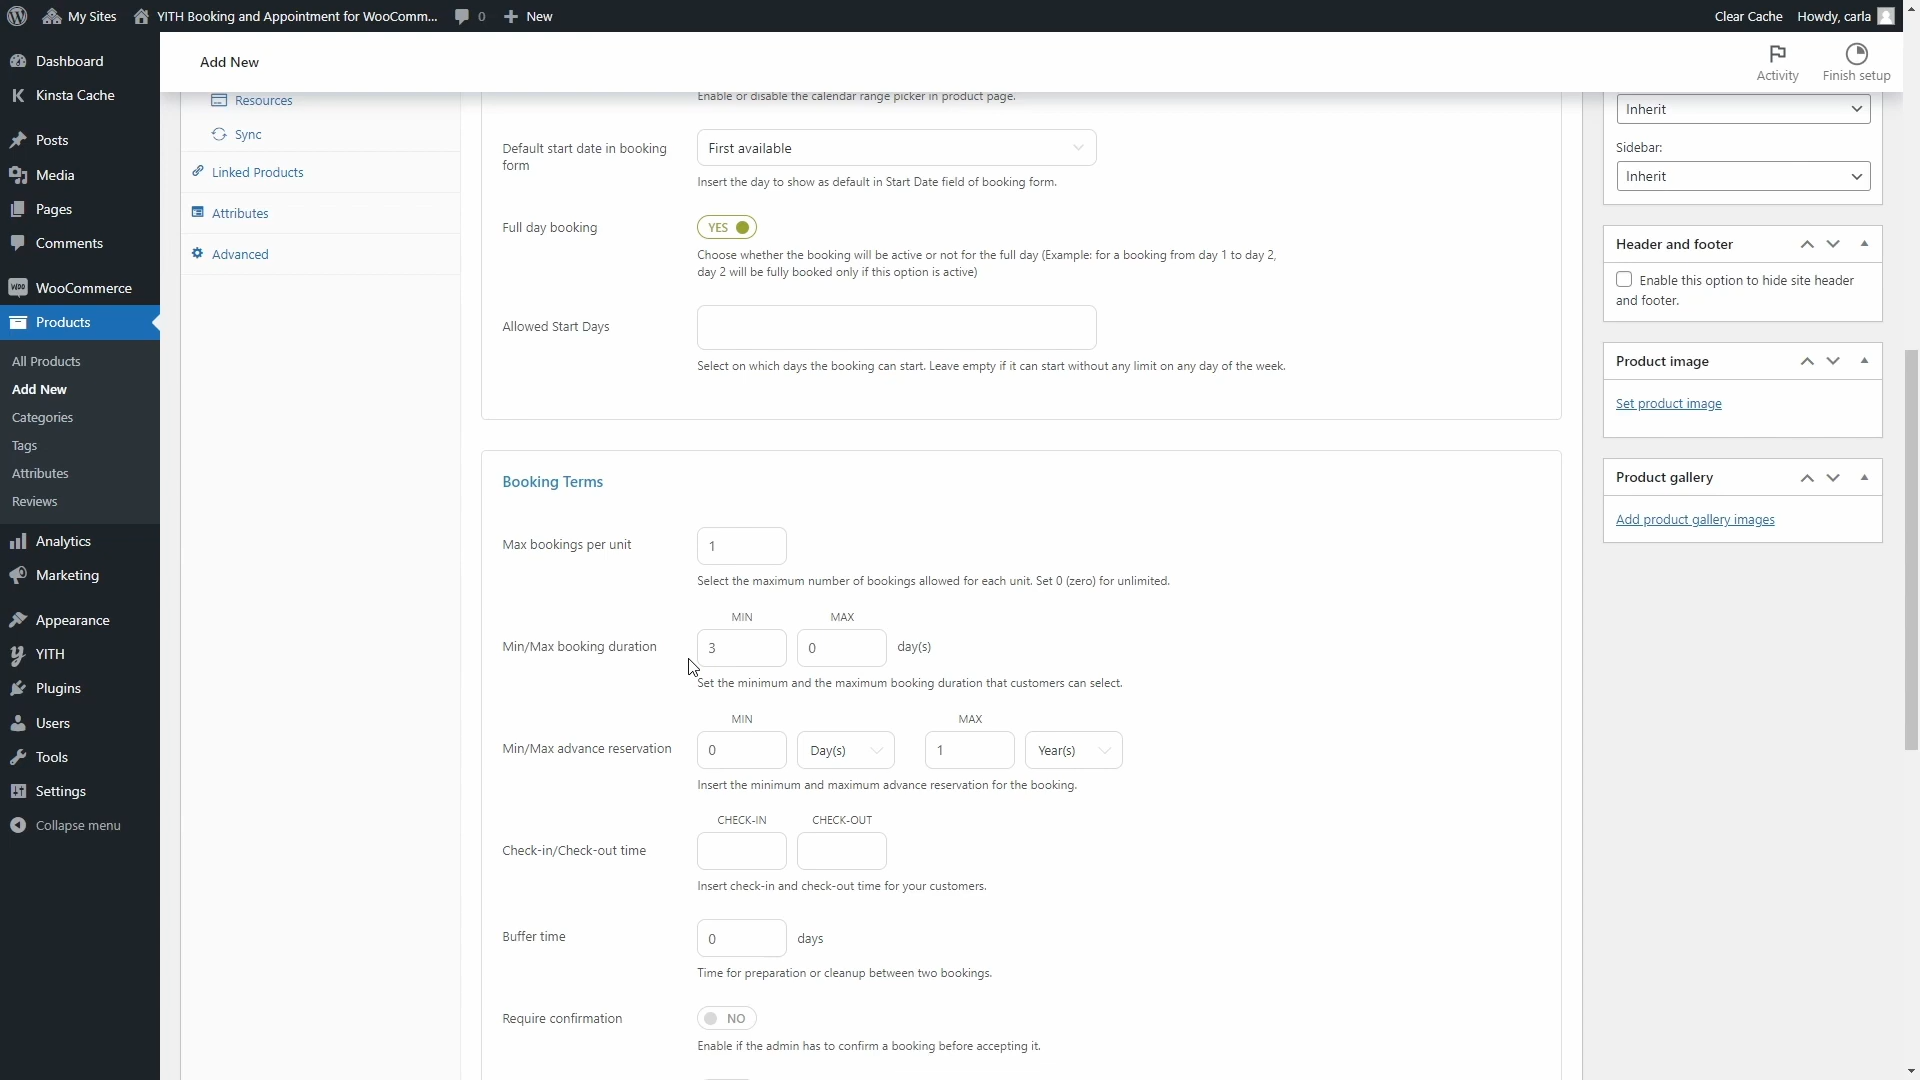 My Sites
YITH Booking and Appointment for WooComm...
0
New
Clear Cache
Howdy, carla
Add New
Activity
Finish setup
Dashboard
Kinsta Cache
Posts
Media
Pages
Comments
WooCommerce
Products
All Products
Add New
Categories
Tags
Attributes
Reviews
Analytics
Marketing
Appearance
YITH
Plugins
Users
Tools
Settings
Collapse menu
Resources
Sync
Linked Products
Attributes
Advanced
Enable or disable the calendar range picker in product page.
Default start date in booking
form
First available
Insert the day to show as default in Start Date field of booking form.
Full day booking
YES
Choose whether the booking will be active or not for the full day (Example: for a booking from day 1 to day 2,
day 2 will be fully booked only if this option is active)
Allowed Start Days
Select on which days the booking can start. Leave empty if it can start without any limit on any day of the week.
Booking Terms
Max bookings per unit
1
Select the maximum number of bookings allowed for each unit. Set 0 (zero) for unlimited.
MIN MAX
Min/Max booking duration
3
0
day(s)
Set the minimum and the maximum booking duration that customers can select.
MIN MAX
Min/Max advance reservation
0
Day(s)
1
Year(s)
Insert the minimum and maximum advance reservation for the booking.
CHECK-IN CHECK-OUT
Check-in/Check-out time
Insert check-in and check-out time for your customers.
Buffer time
0
days
Time for preparation or cleanup between two bookings.
Require confirmation
NO
Enable if the admin has to confirm a booking before accepting it.
Inherit
Sidebar:
Inherit
Header and footer
Enable this option to hide site header
and footer.
Product image
Set product image
Product gallery
Add product gallery images